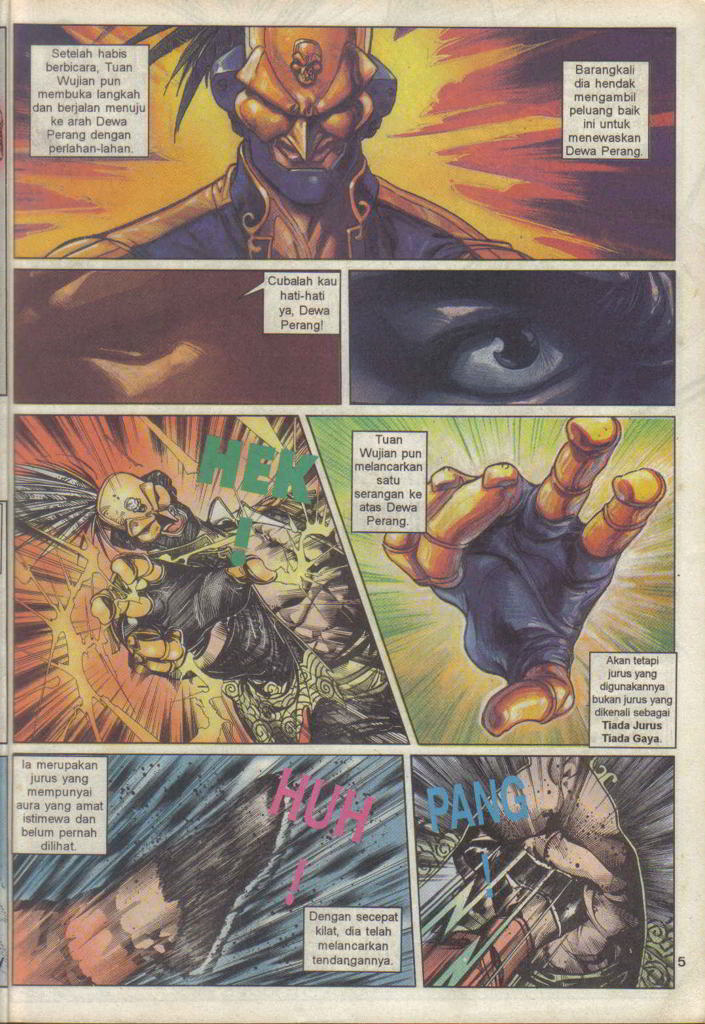 Setelah habis
berbicara, Tuan
Wujian pun
membuka langkah
dan berjalan menuju
ke arah Dewa
Perang dengan
perlahan-lahan.
Barangkali
dia hendak
mengambil
peluang baik
ini untuk
menewaskan
Dewa Perang.
Cubalah kau
hati-hati
ya, Dewa
Perang!
HEK
!
Tuan
Wujian pun
melancarkan
satu
serangan ke
atas Dewa
Perang.
Akan tetapi
jurus yang
digunakannya
bukan jurus yang
dikenali sebagai
Tiada Jurus
Tiada Gaya.
Ia merupakan
jurus yang
mempunyai
aura yang amat
istimewa dan
belum pernah
dilihat.
HUH
!
Dengan secepat
kilat, dia telah
melancarkan
tendangannya.
PANG
!
5